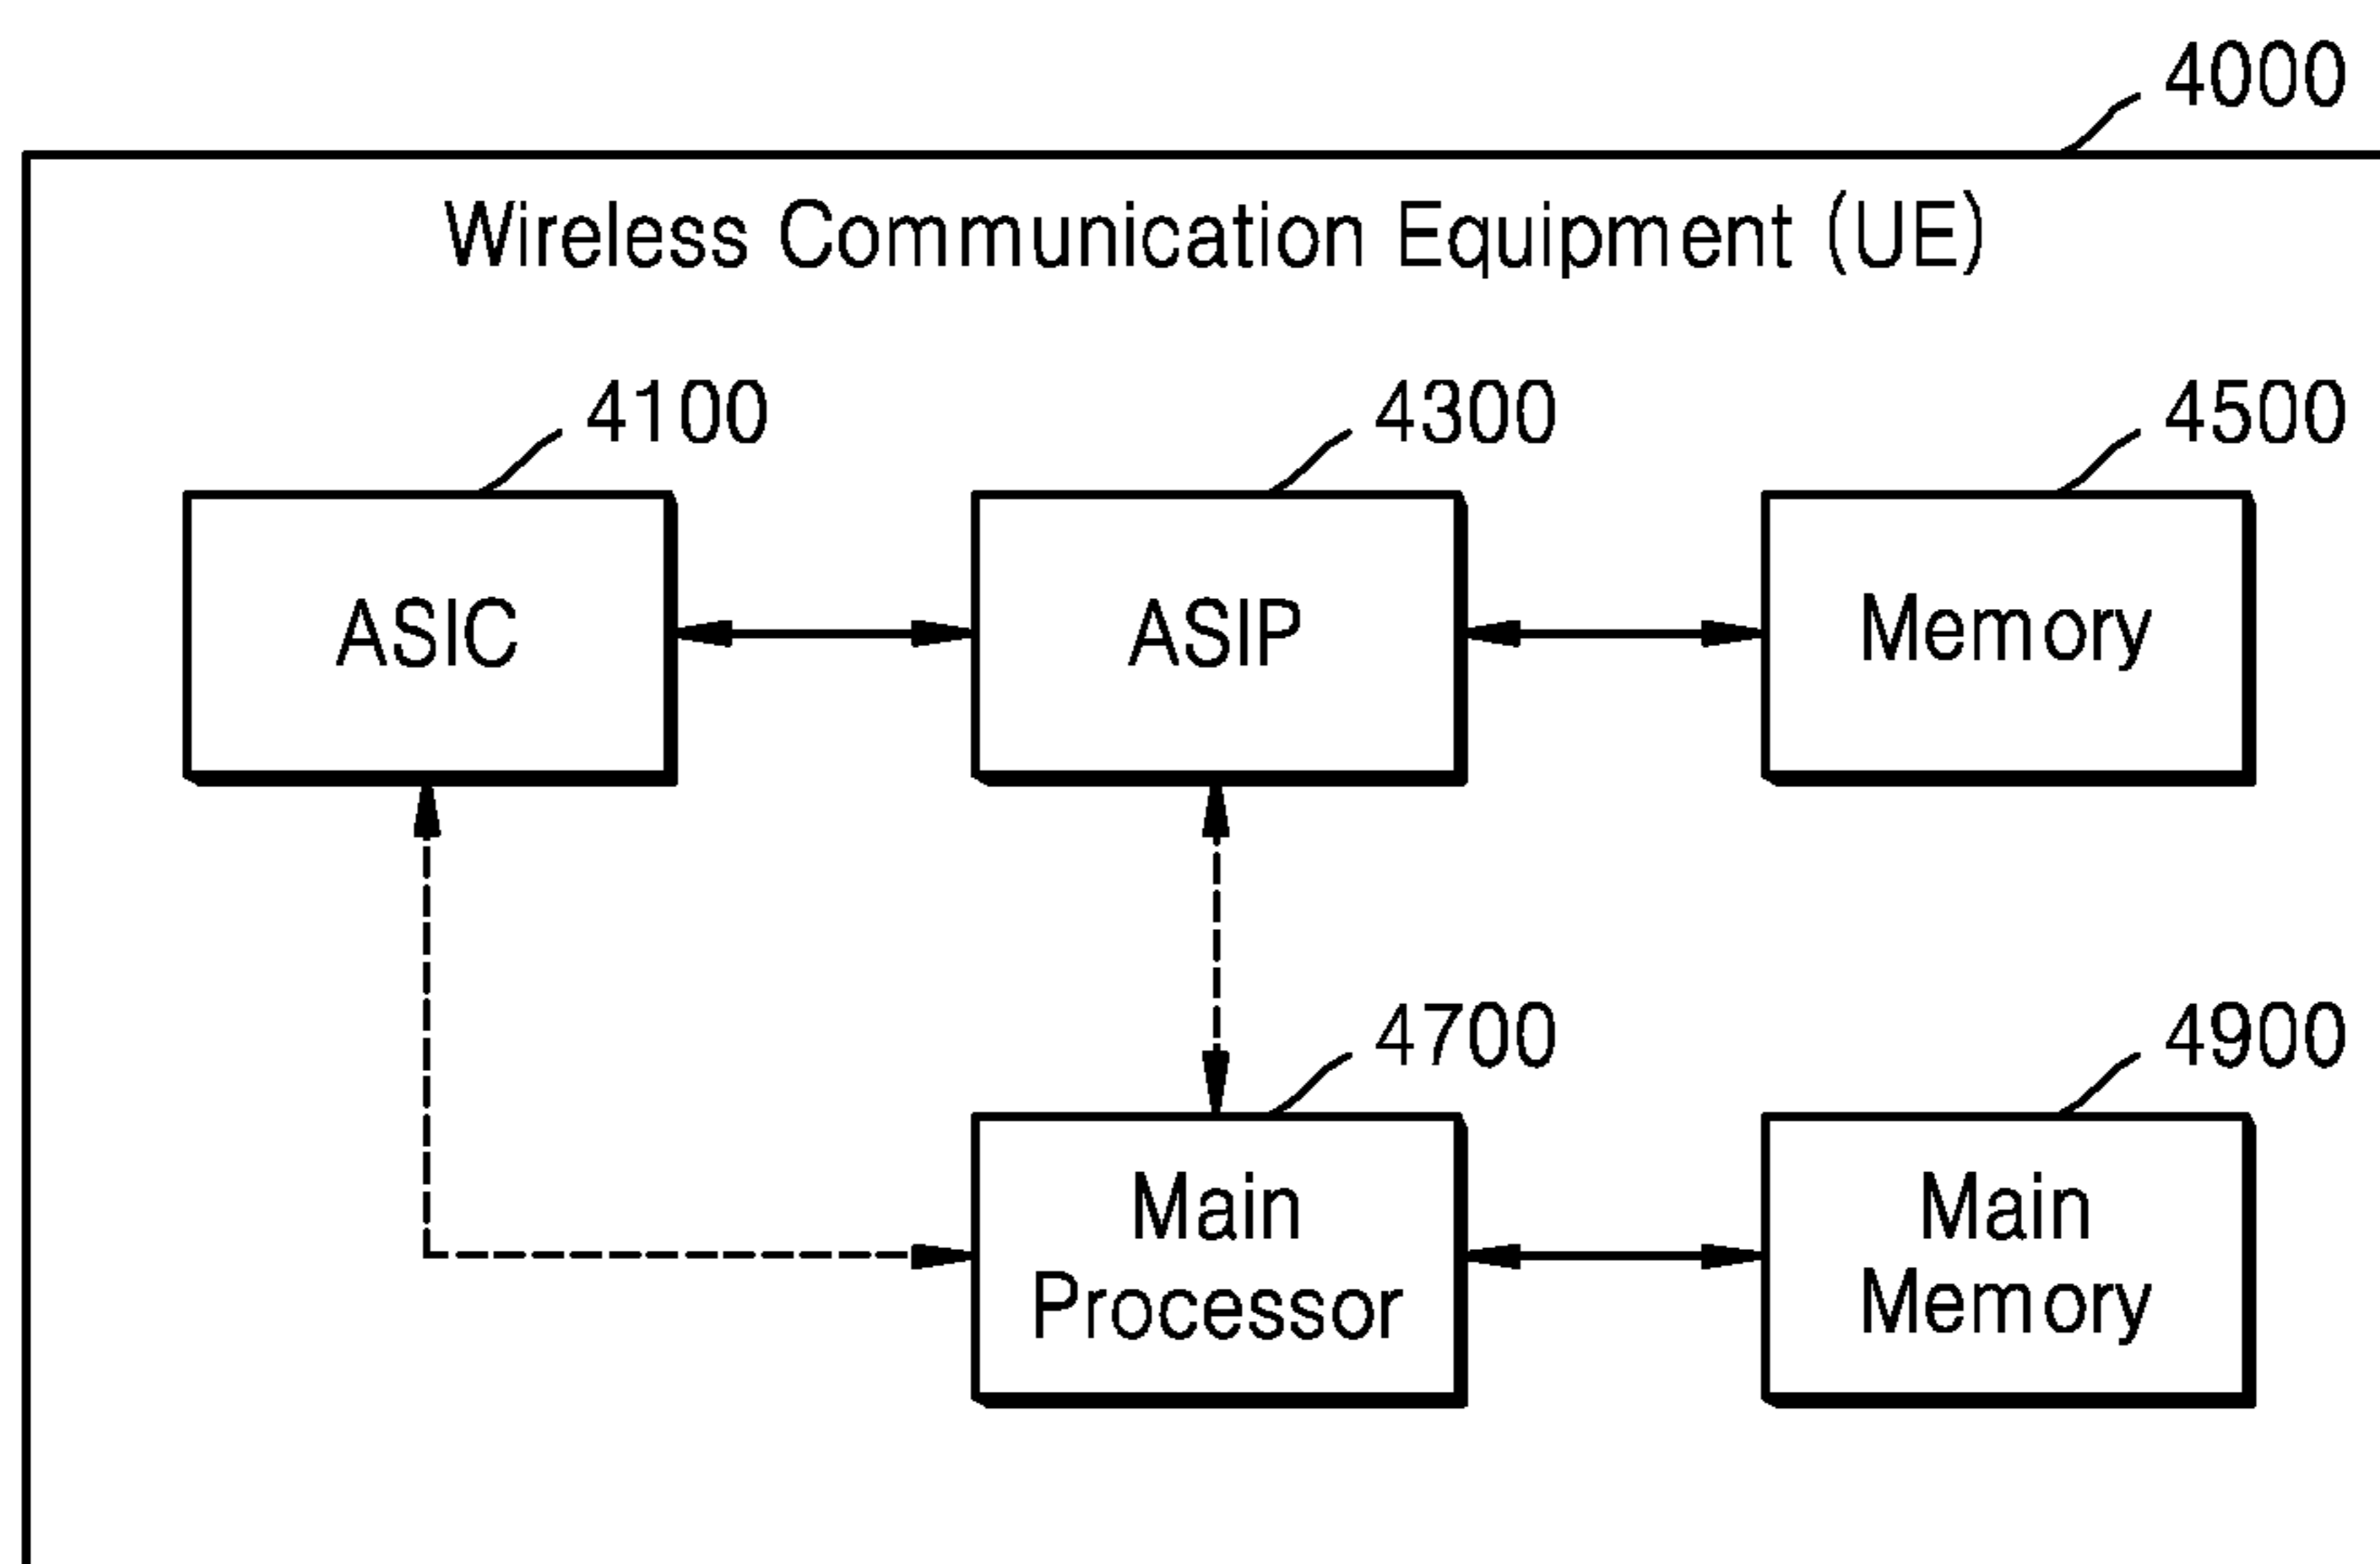 4000
Wireless Communication Equipment (UE)
4100
4300
4500
ASIC
ASIP
Memory
4700
4900
Main
Processor
Main
Memory